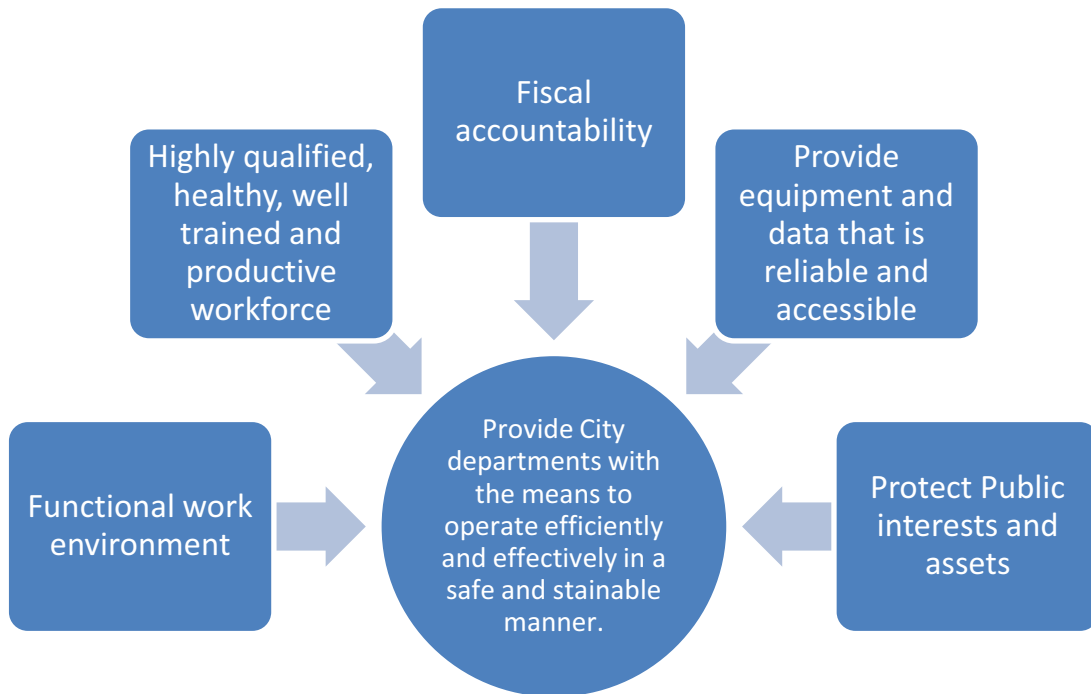 Fiscal
accountability
Highly qualified,
healthy, well
trained and
productive
workforce
Provide
equipment and
data that is
reliable and
accessible
Functional work
environment
Provide City
departments with
the means to
operate efficiently
and effectively in a
safe and stainable
manner.
Protect Public
interests and
assets